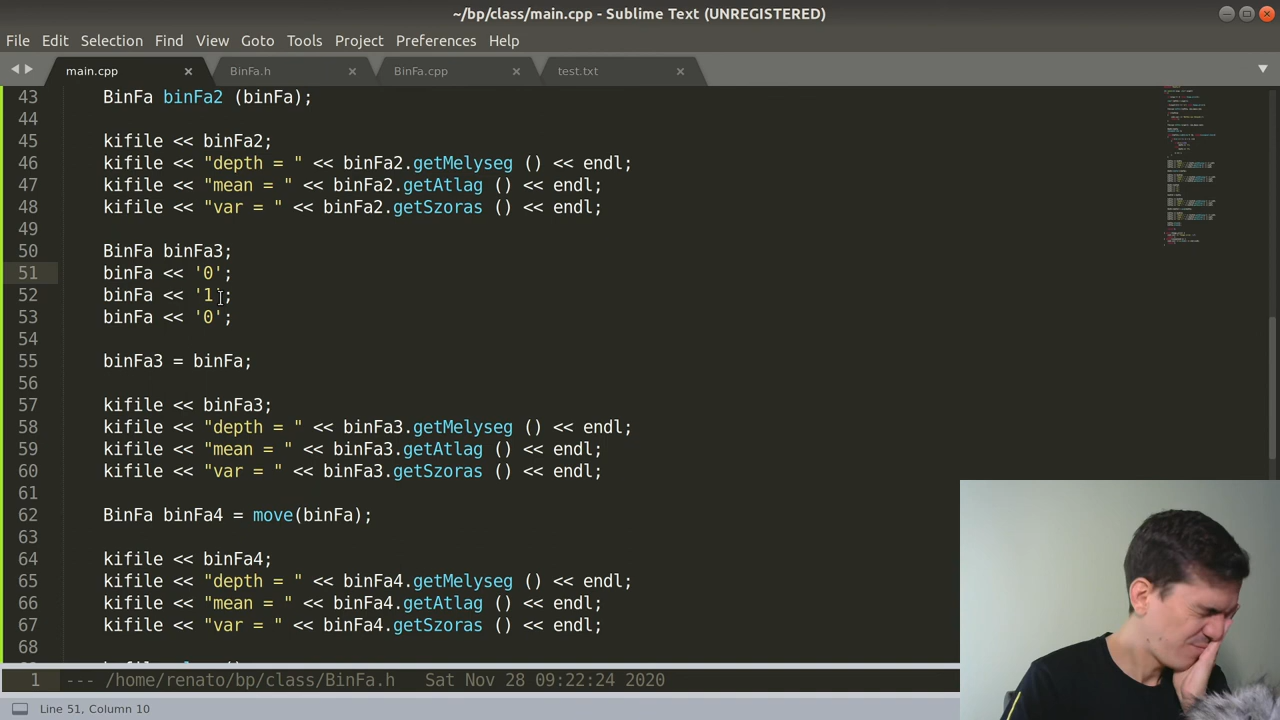 ~/bp/class/main.cpp - Sublime Text (UNREGISTERED)
File Edit Selection Find View Goto Tools Project Preferences Help
main.cpp BinFa.h BinFa.cpp test.txt
43 BinFa binFa2 (binFa);
44
45 kifile << binFa2;
46 kifile << "depth = " << binFa2.getMelyseg () << endl;
47 kifile << "mean = " << binFa2.getAtlag () << endl;
48 kifile << "var = " << binFa2.getSzoras () << endl;
49
50 BinFa binFa3;
51 binFa << '0';
52 binFa << '1';
53 binFa << '0';
54
55 binFa3 = binFa;
56
57 kifile << binFa3;
58 kifile << "depth = " << binFa3.getMelyseg () << endl;
59 kifile << "mean = " << binFa3.getAtlag () << endl;
60 kifile << "var = " << binFa3.getSzoras () << endl;
61
62 BinFa binFa4 = move(binFa);
63
64 kifile << binFa4;
65 kifile << "depth = " << binFa4.getMelyseg () << endl;
66 kifile << "mean = " << binFa4.getAtlag () << endl;
67 kifile << "var = " << binFa4.getSzoras () << endl;
68
1 --- /home/renato/bp/class/BinFa.h Sat Nov 28 09:22:24 2020
Line 51, Column 10